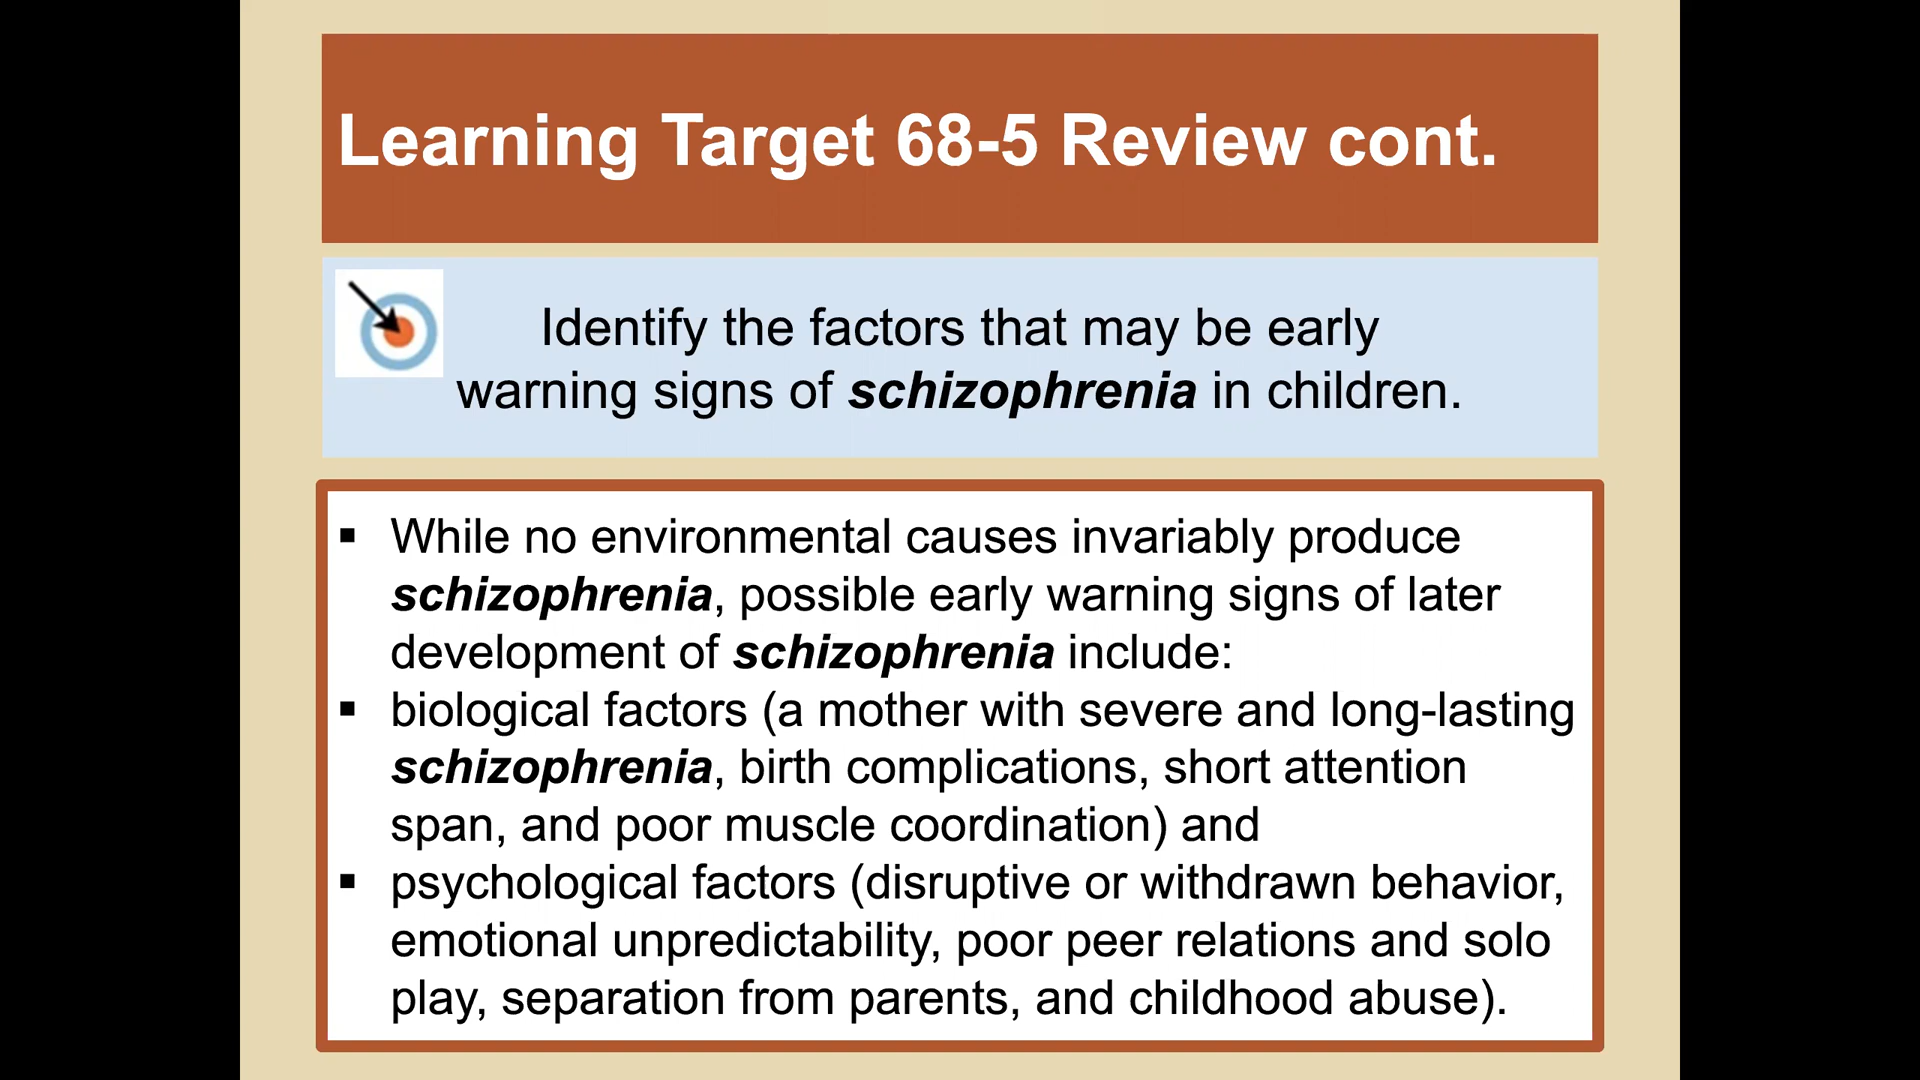 Learning Target 68-5 Review cont.
Identify the factors that may be early
warning signs of schizophrenia in children.
▪ While no environmental causes invariably produce
schizophrenia, possible early warning signs of later
development of schizophrenia include:
▪ biological factors (a mother with severe and long-lasting
schizophrenia, birth complications, short attention
span, and poor muscle coordination) and
▪ psychological factors (disruptive or withdrawn behavior,
emotional unpredictability, poor peer relations and solo
play, separation from parents, and childhood abuse).